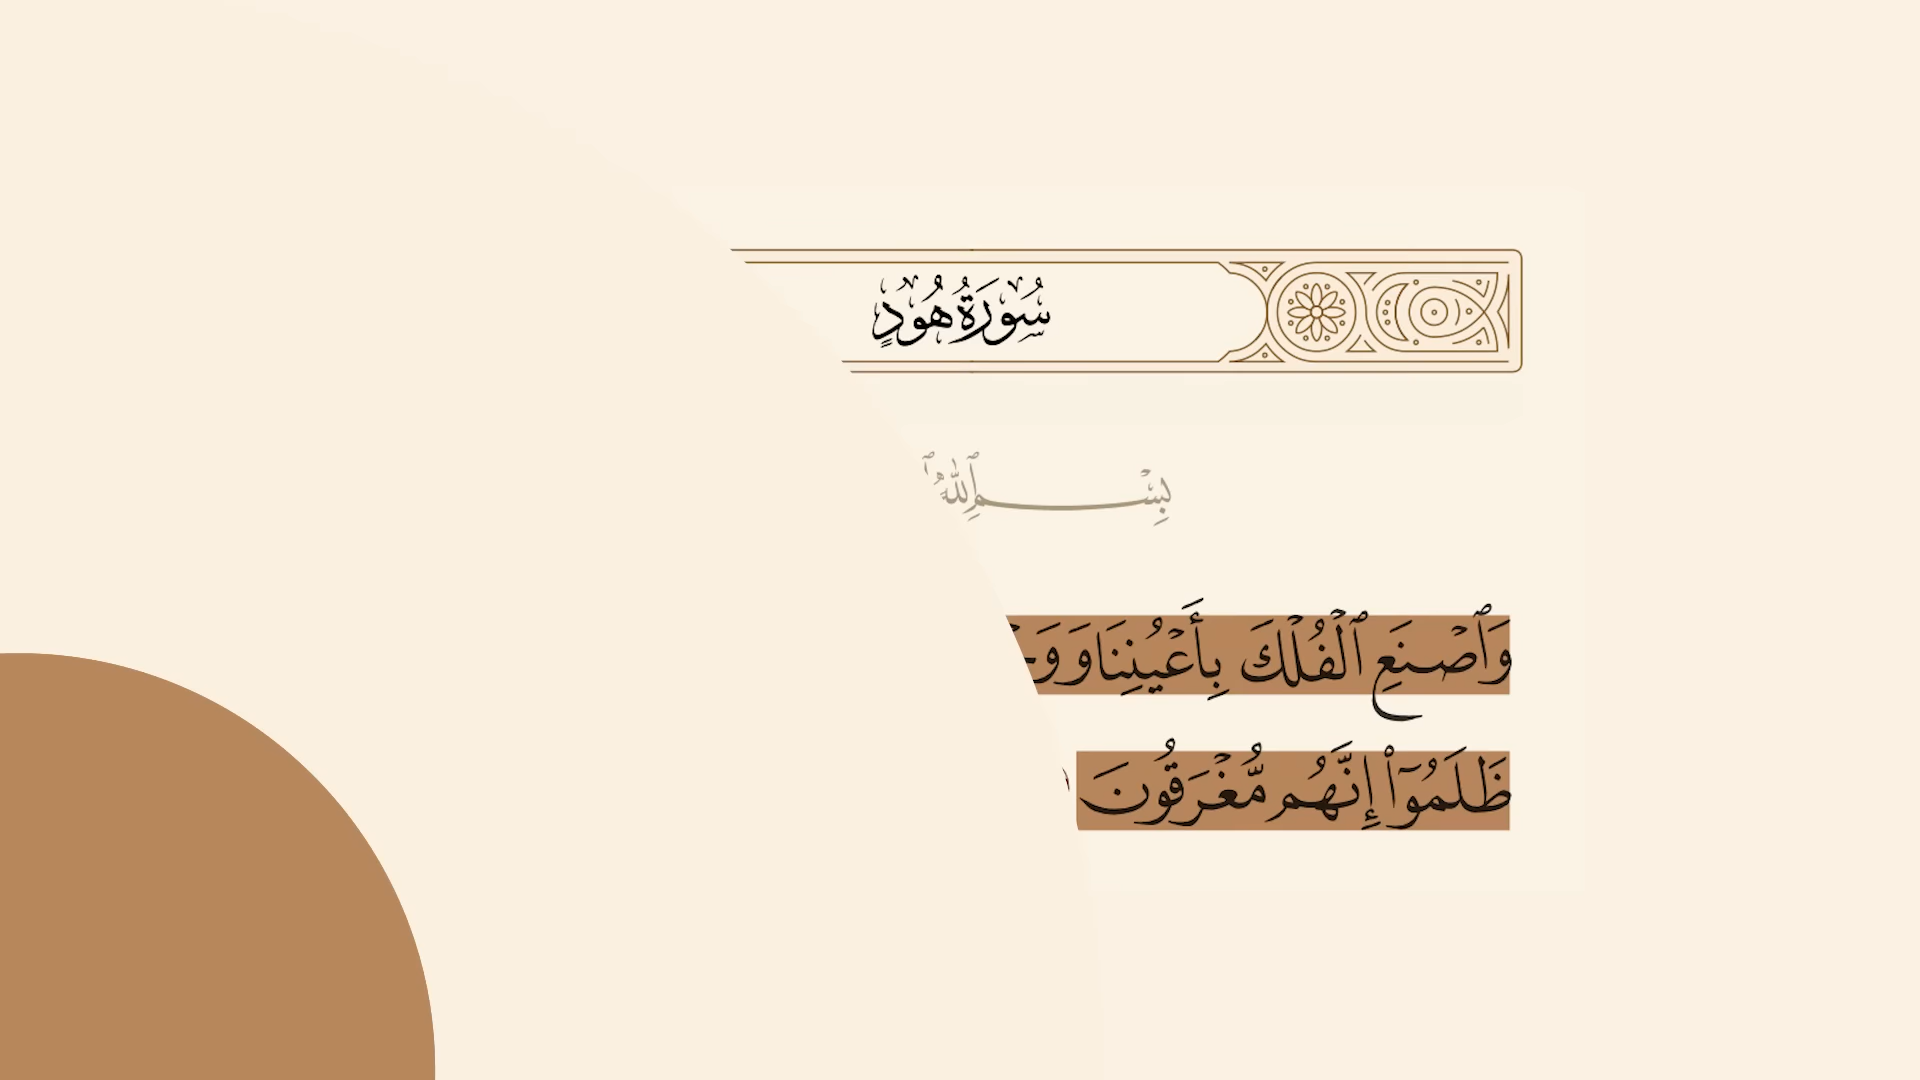 سُورَةُ هُودٍ
بِسْمِ ٱللَّهِ
وَٱصْنَعِ ٱلْفُلْكَ بِأَعْيُنِنَا وَ
ظَلَمُوٓا۟ إِنَّهُم مُّغْرَقُونَ